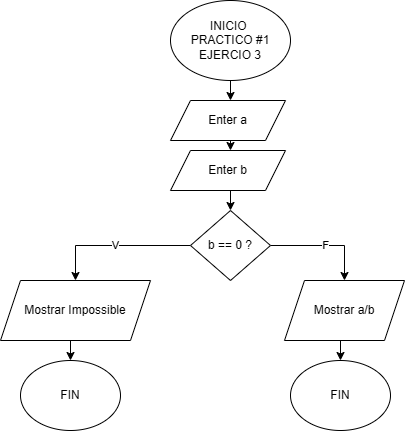 INICIO
PRACTICO #1
EJERCIO 3
Enter a
Enter b
b == 0 ?
V
F
Mostrar Impossible
Mostrar a/b
FIN
FIN